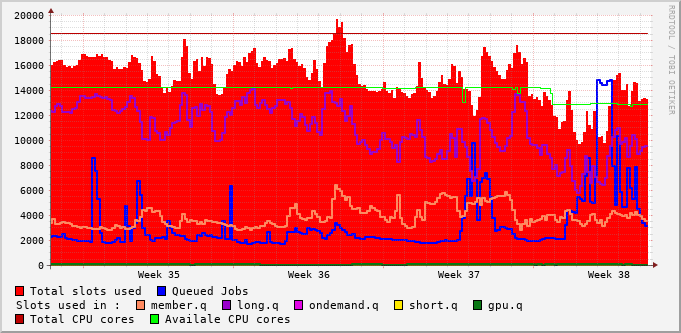 20000
18000
16000
14000
12000
10000
8000
6000
4000
2000
0
Week 35 Week 36 Week 37 Week 38
RRDTOOL / TOBI OETIKER
Total slots used Queued Jobs
Slots used in : member.q long.q ondemand.q short.q gpu.q
Total CPU cores Availale CPU cores